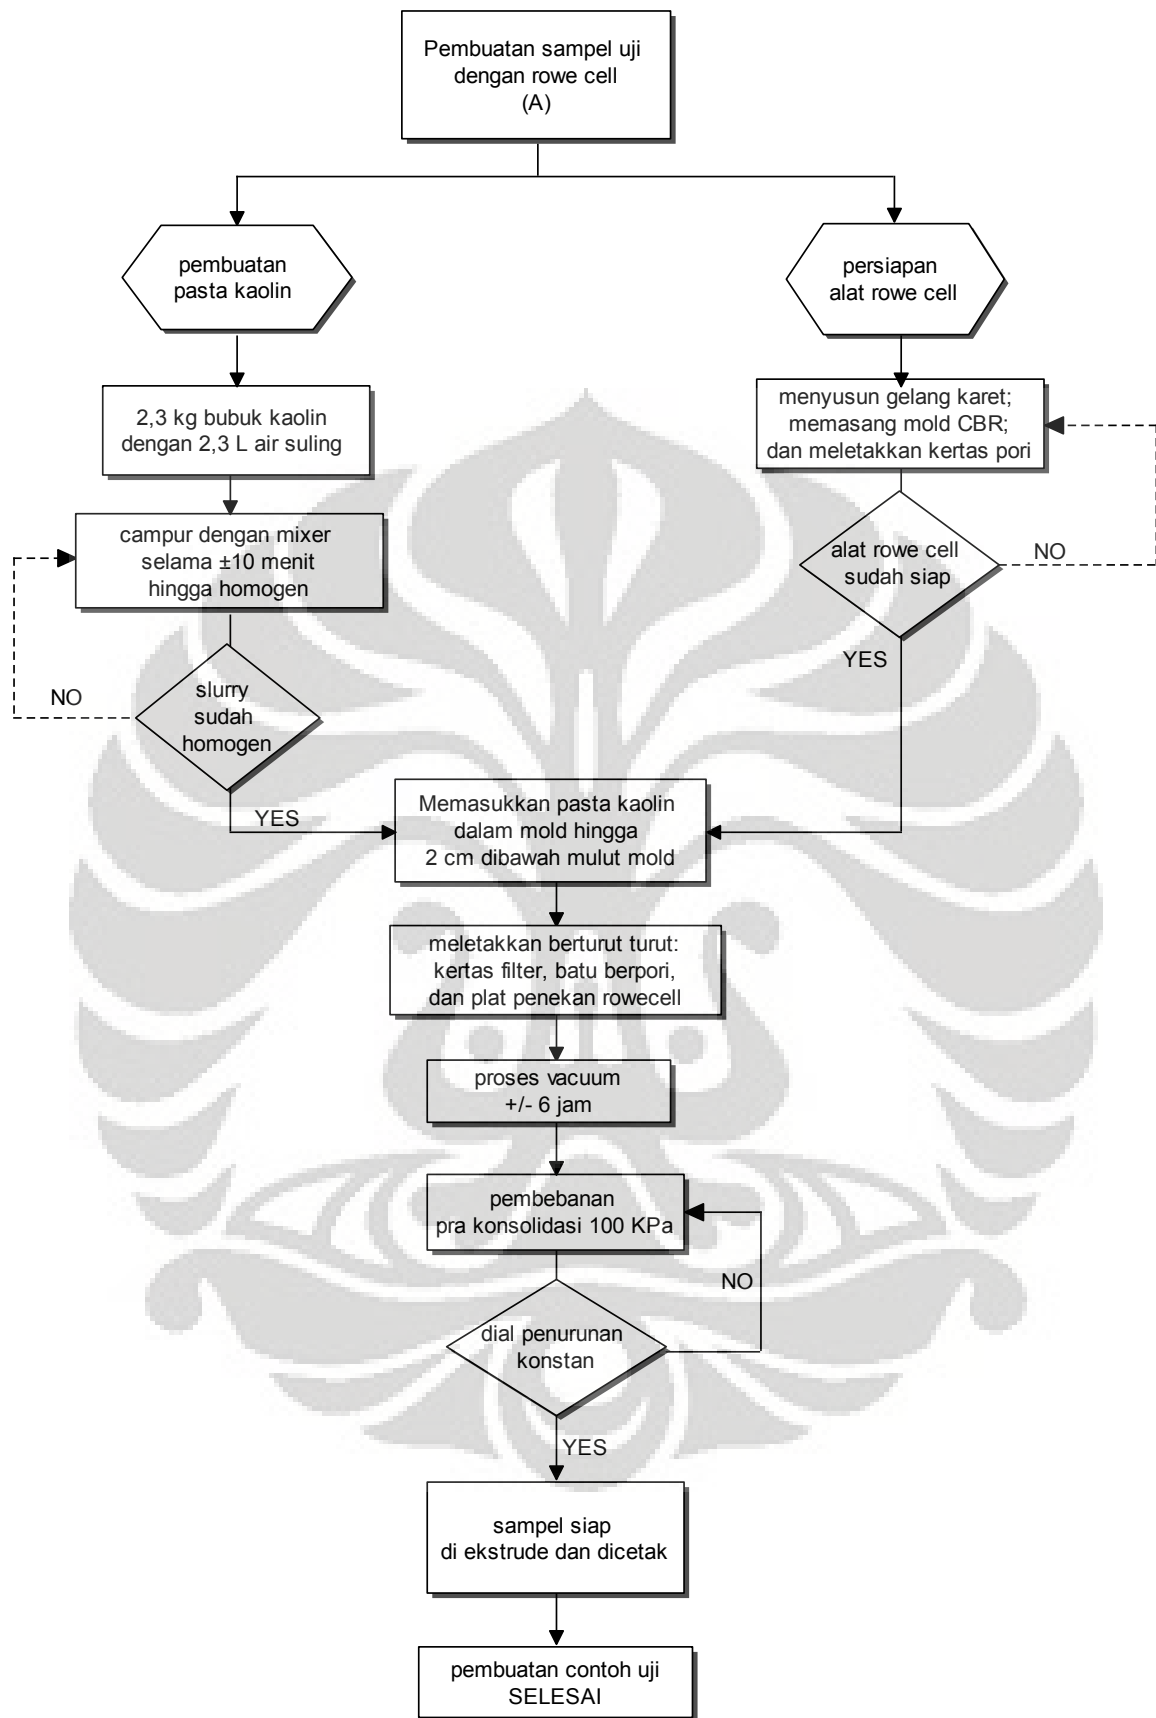 Pembuatan sampel uji
dengan rowe cell
(A)
pembuatan
pasta kaolin
persiapan
alat rowe cell
2,3 kg bubuk kaolin
dengan 2,3 L air suling
menyusun gelang karet;
memasang mold CBR;
dan meletakkan kertas pori
campur dengan mixer
selama ±10 menit
hingga homogen
alat rowe cell
sudah siap
NO
YES
slurry
sudah
homogen
NO
YES
Memasukkan pasta kaolin
dalam mold hingga
2 cm dibawah mulut mold
meletakkan berturut turut:
kertas filter, batu berpori,
dan plat penekan rowecell
proses vacuum
+/- 6 jam
pembebanan
pra konsolidasi 100 KPa
NO
dial penurunan
konstan
YES
sampel siap
di ekstrude dan dicetak
pembuatan contoh uji
SELESAI